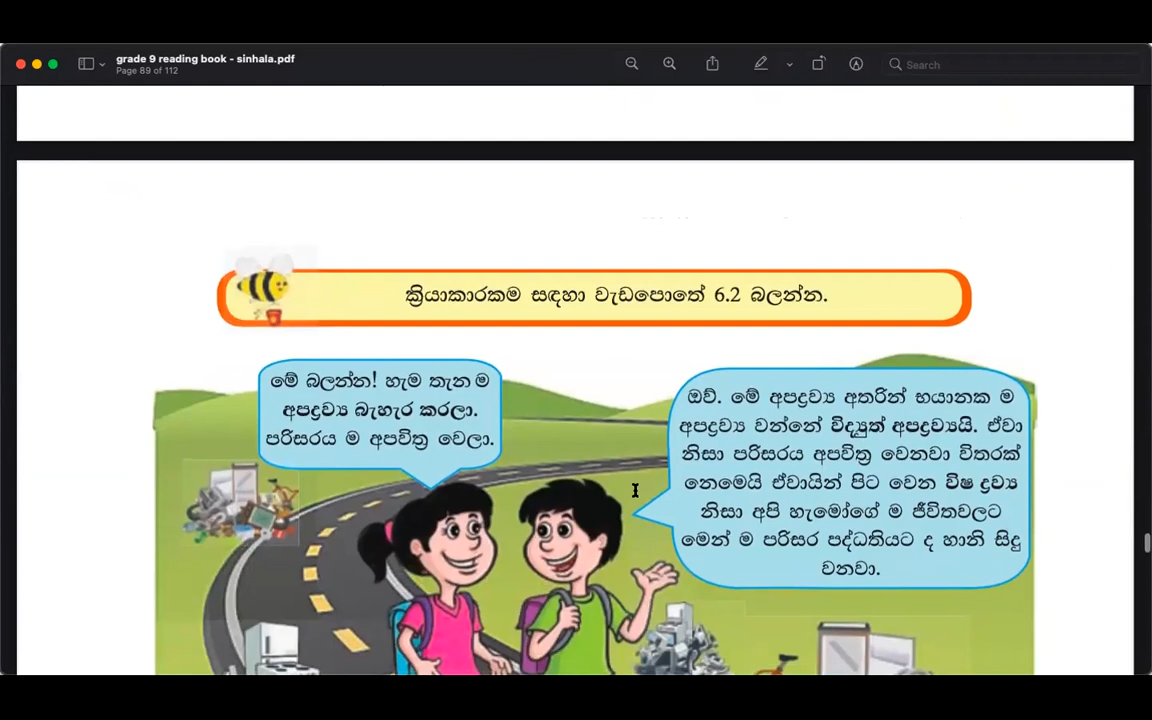 grade 9 reading book - sinhala.pdf
Page 89 of 112
Search
ක්‍රියාකාරකම සඳහා වැඩපොතේ 6.2 බලන්න.
මේ බලන්න! හැම තැන ම
අපද්‍රව්‍ය බැහැර කරලා.
පරිසරය ම අපවිත්‍ර වෙලා.
ඔව්. මේ අපද්‍රව්‍ය අතරින් භයානක ම
අපද්‍රව්‍ය වන්නේ විද්‍යුත් අපද්‍රව්‍යයි. ඒවා
නිසා පරිසරය අපවිත්‍ර වෙනවා විතරක්
නෙමෙයි ඒවායින් පිට වෙන විෂ ද්‍රව්‍ය
නිසා අපි හැමෝගේ ම ජීවිතවලට
මෙන් ම පරිසර පද්ධතියට ද හානි සිදු
වනවා.